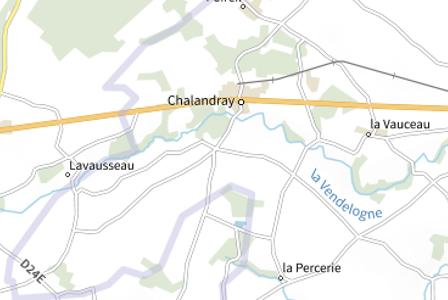 Chalandray
la Vauceau
Lavausseau
la Vendelogne
D24E
la Percerie